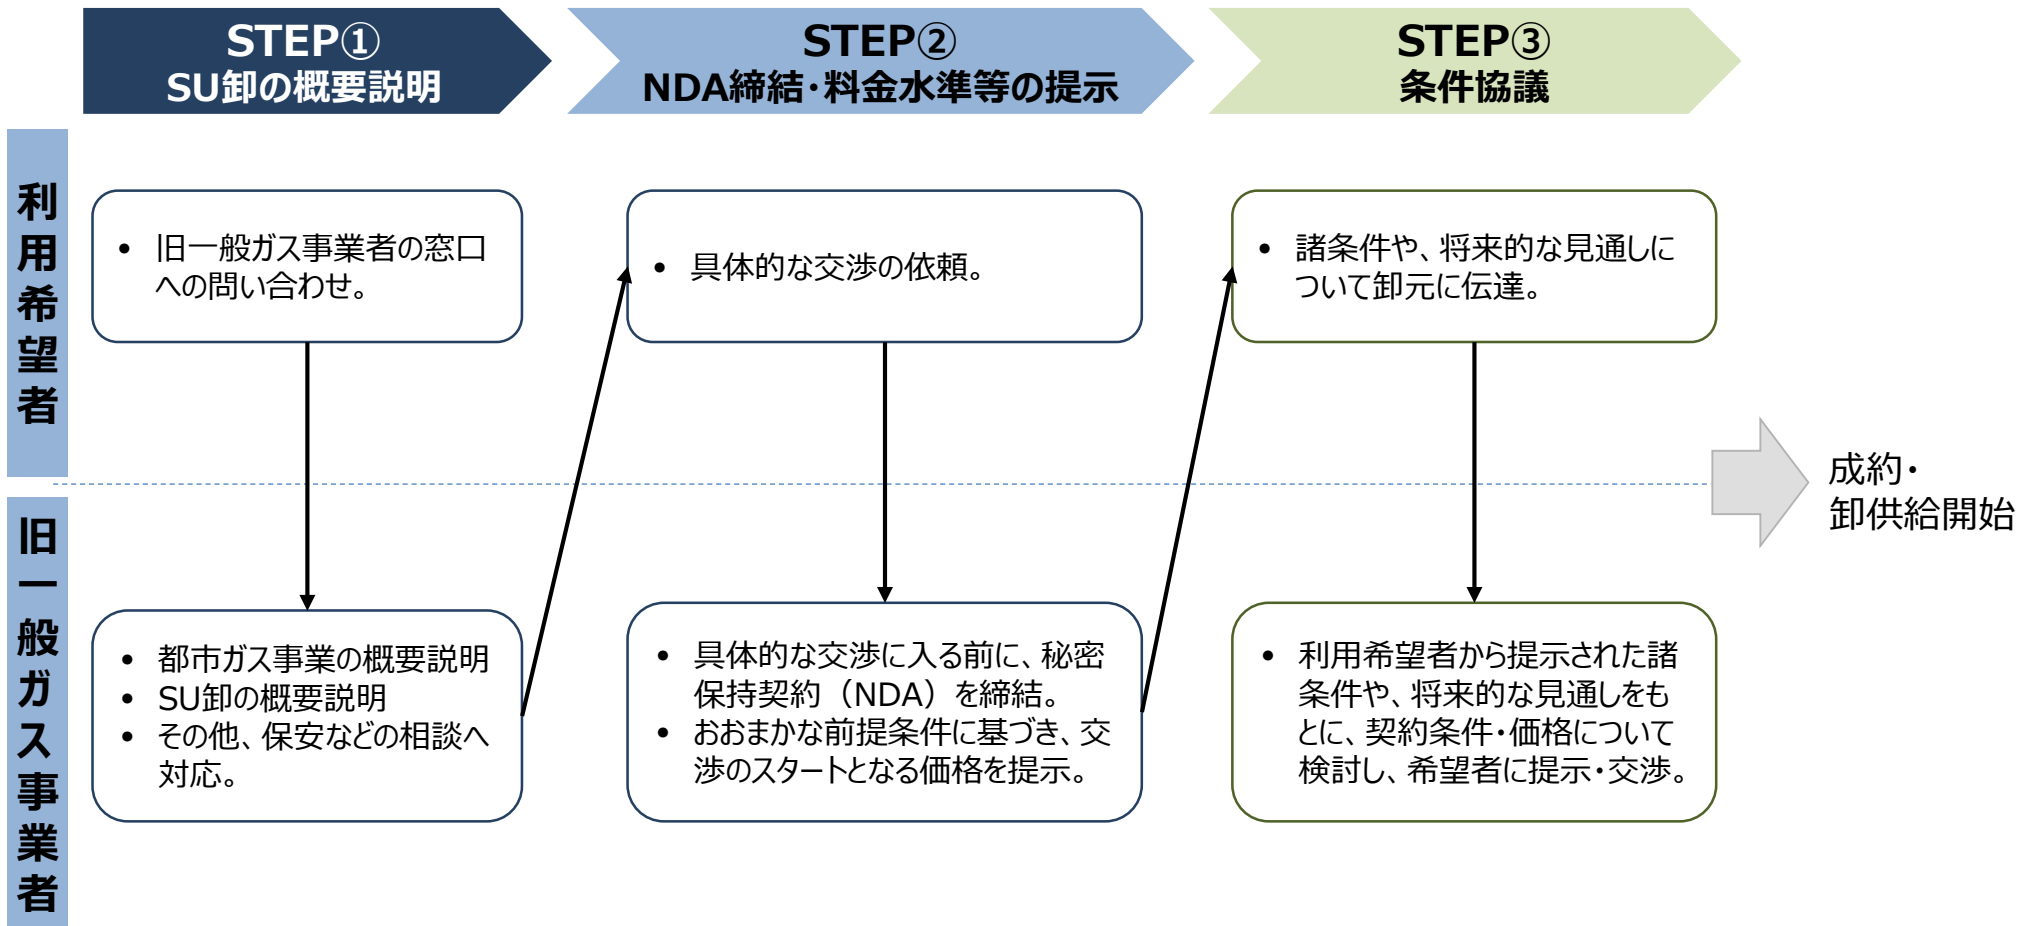 STEP①
SU卸の概要説明
STEP②
NDA締結・料金水準等の提示
STEP③
条件協議
利用希望者
• 旧一般ガス事業者の窓口
への問い合わせ。
• 具体的な交渉の依頼。
• 諸条件や、将来的な見通しに
ついて卸元に伝達。
成約・
卸供給開始
旧一般ガス事業者
• 都市ガス事業の概要説明
• SU卸の概要説明
• その他、保安などの相談へ
対応。
• 具体的な交渉に入る前に、秘密
保持契約（NDA）を締結。
• おおまかな前提条件に基づき、交
渉のスタートとなる価格を提示。
• 利用希望者から提示された諸
条件や、将来的な見通しをも
とに、契約条件・価格について
検討し、希望者に提示・交渉。